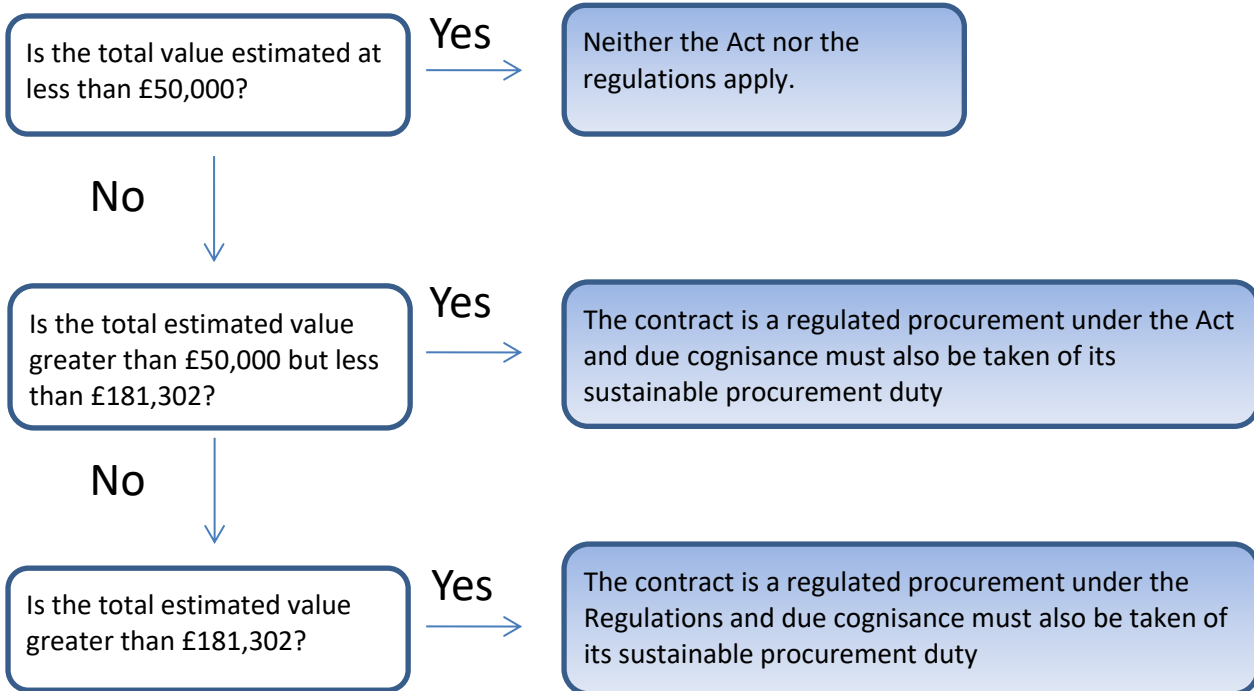 Is the total value estimated at
less than £50,000?
Yes
Neither the Act nor the
regulations apply.
No
Is the total estimated value
greater than £50,000 but less
than £181,302?
Yes
The contract is a regulated procurement under the Act
and due cognisance must also be taken of its
sustainable procurement duty
No
Is the total estimated value
greater than £181,302?
Yes
The contract is a regulated procurement under the
Regulations and due cognisance must also be taken of
its sustainable procurement duty